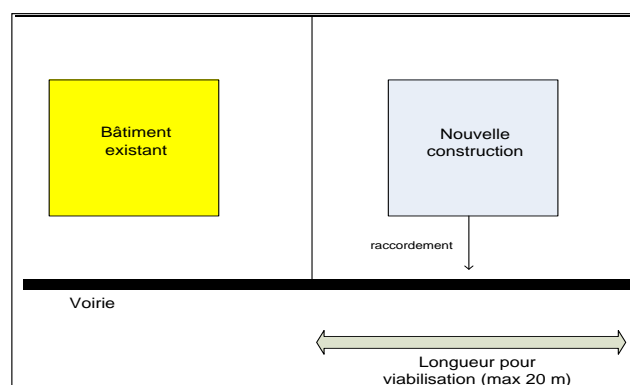 Bâtiment
existant
Nouvelle
construction
raccordement
Voirie
Longueur pour
viabilisation (max 20 m)